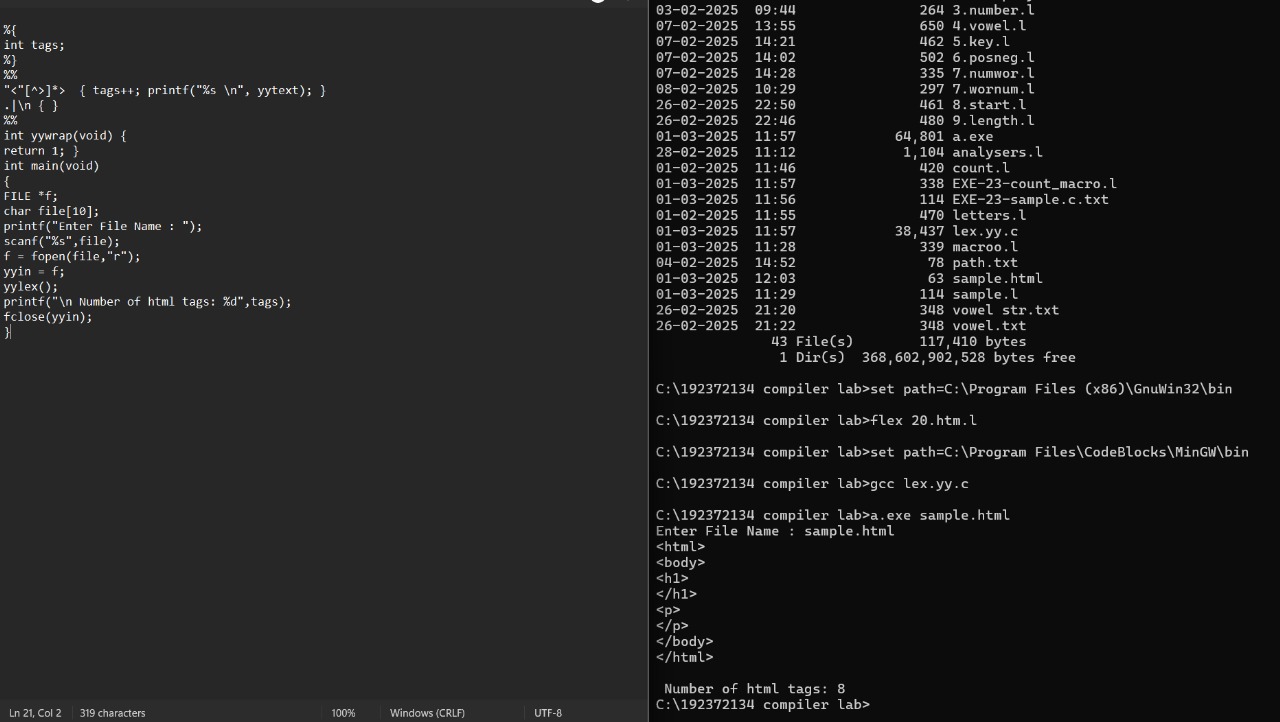 %{
int tags;
%}
%%
"<"[^>]*>  { tags++; printf("%s \n", yytext); }
.|\n { }
%%
int yywrap(void) {
return 1; }
int main(void)
{
FILE *f;
char file[10];
printf("Enter File Name : ");
scanf("%s",file);
f = fopen(file,"r");
yyin = f;
yylex();
printf("\n Number of html tags: %d",tags);
fclose(yyin);
}
Ln 21, Col 2
319 characters
100%
Windows (CRLF)
UTF-8
03-02-2025  09:44               264 3.number.l
07-02-2025  13:55               650 4.vowel.l
07-02-2025  14:21               462 5.key.l
07-02-2025  14:02               502 6.posneg.l
07-02-2025  14:28               335 7.numwor.l
08-02-2025  10:29               297 7.wornum.l
26-02-2025  22:50               461 8.start.l
26-02-2025  22:46               480 9.length.l
01-03-2025  11:57            64,801 a.exe
28-02-2025  11:12             1,104 analysers.l
01-02-2025  11:46               420 count.l
01-03-2025  11:57               338 EXE-23-count_macro.l
01-03-2025  11:56               114 EXE-23-sample.c.txt
01-02-2025  11:55               470 letters.l
01-03-2025  11:57            38,437 lex.yy.c
01-03-2025  11:28               339 macroo.l
04-02-2025  14:52                78 path.txt
01-03-2025  12:03                63 sample.html
01-03-2025  11:29               114 sample.l
26-02-2025  21:20               348 vowel str.txt
26-02-2025  21:22               348 vowel.txt
43 File(s)        117,410 bytes
1 Dir(s)  368,602,902,528 bytes free
C:\192372134 compiler lab>set path=C:\Program Files (x86)\GnuWin32\bin
C:\192372134 compiler lab>flex 20.htm.l
C:\192372134 compiler lab>set path=C:\Program Files\CodeBlocks\MinGW\bin
C:\192372134 compiler lab>gcc lex.yy.c
C:\192372134 compiler lab>a.exe sample.html
Enter File Name : sample.html
<html>
<body>
<h1>
</h1>
<p>
</p>
</body>
</html>
Number of html tags: 8
C:\192372134 compiler lab>